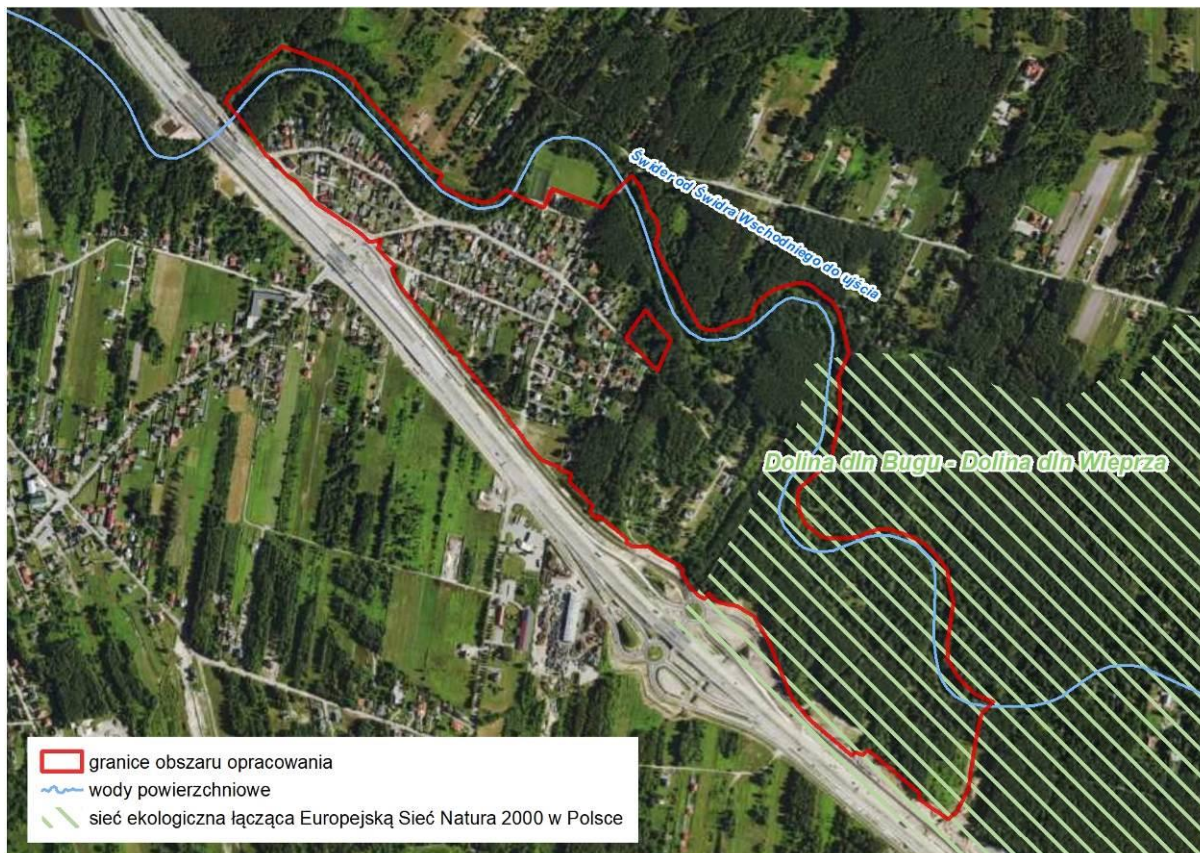 Świder od Świdra Wschodniego do ujścia
Dolina dln Bugu - Dolina dln Wieprza
granice obszaru opracowania
wody powierzchniowe
sieć ekologiczna łącząca Europejską Sieć Natura 2000 w Polsce